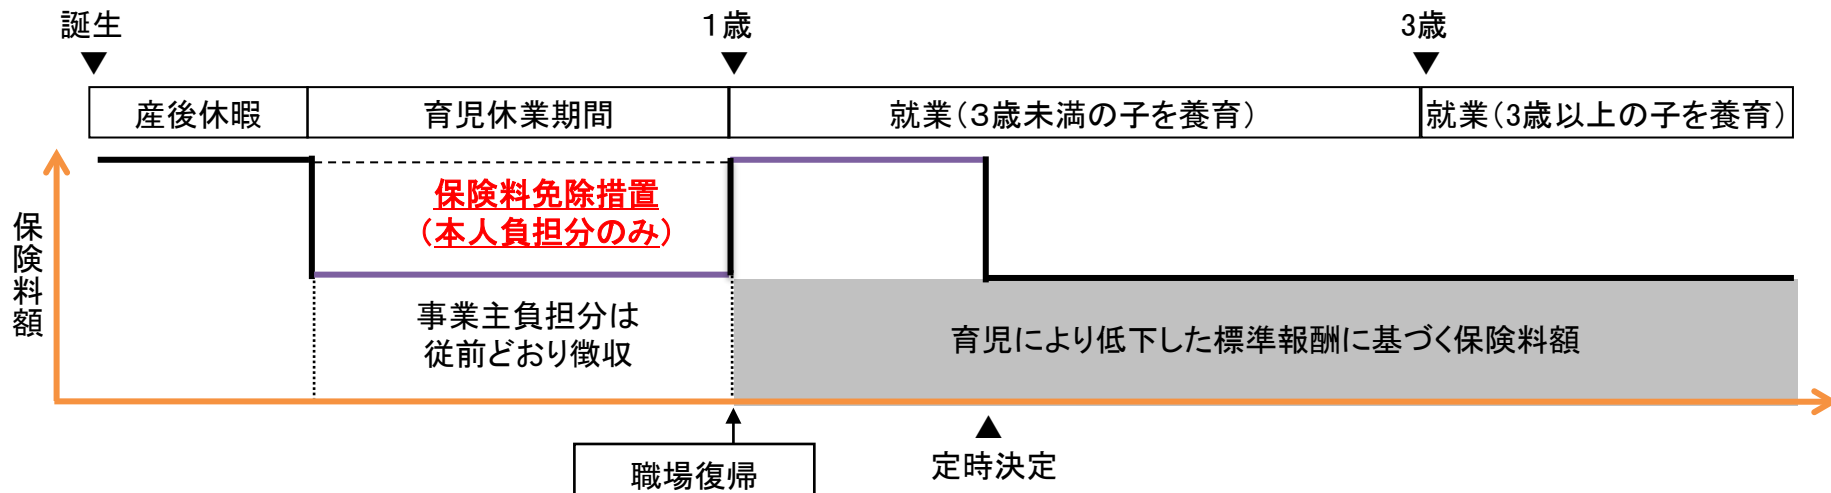 誕生
１歳
3歳
産後休暇
育児休業期間
就業（３歳未満の子を養育）
就業（3歳以上の子を養育）
保険料額
保険料免除措置
（本人負担分のみ）
事業主負担分は
従前どおり徴収
育児により低下した標準報酬に基づく保険料額
職場復帰
定時決定